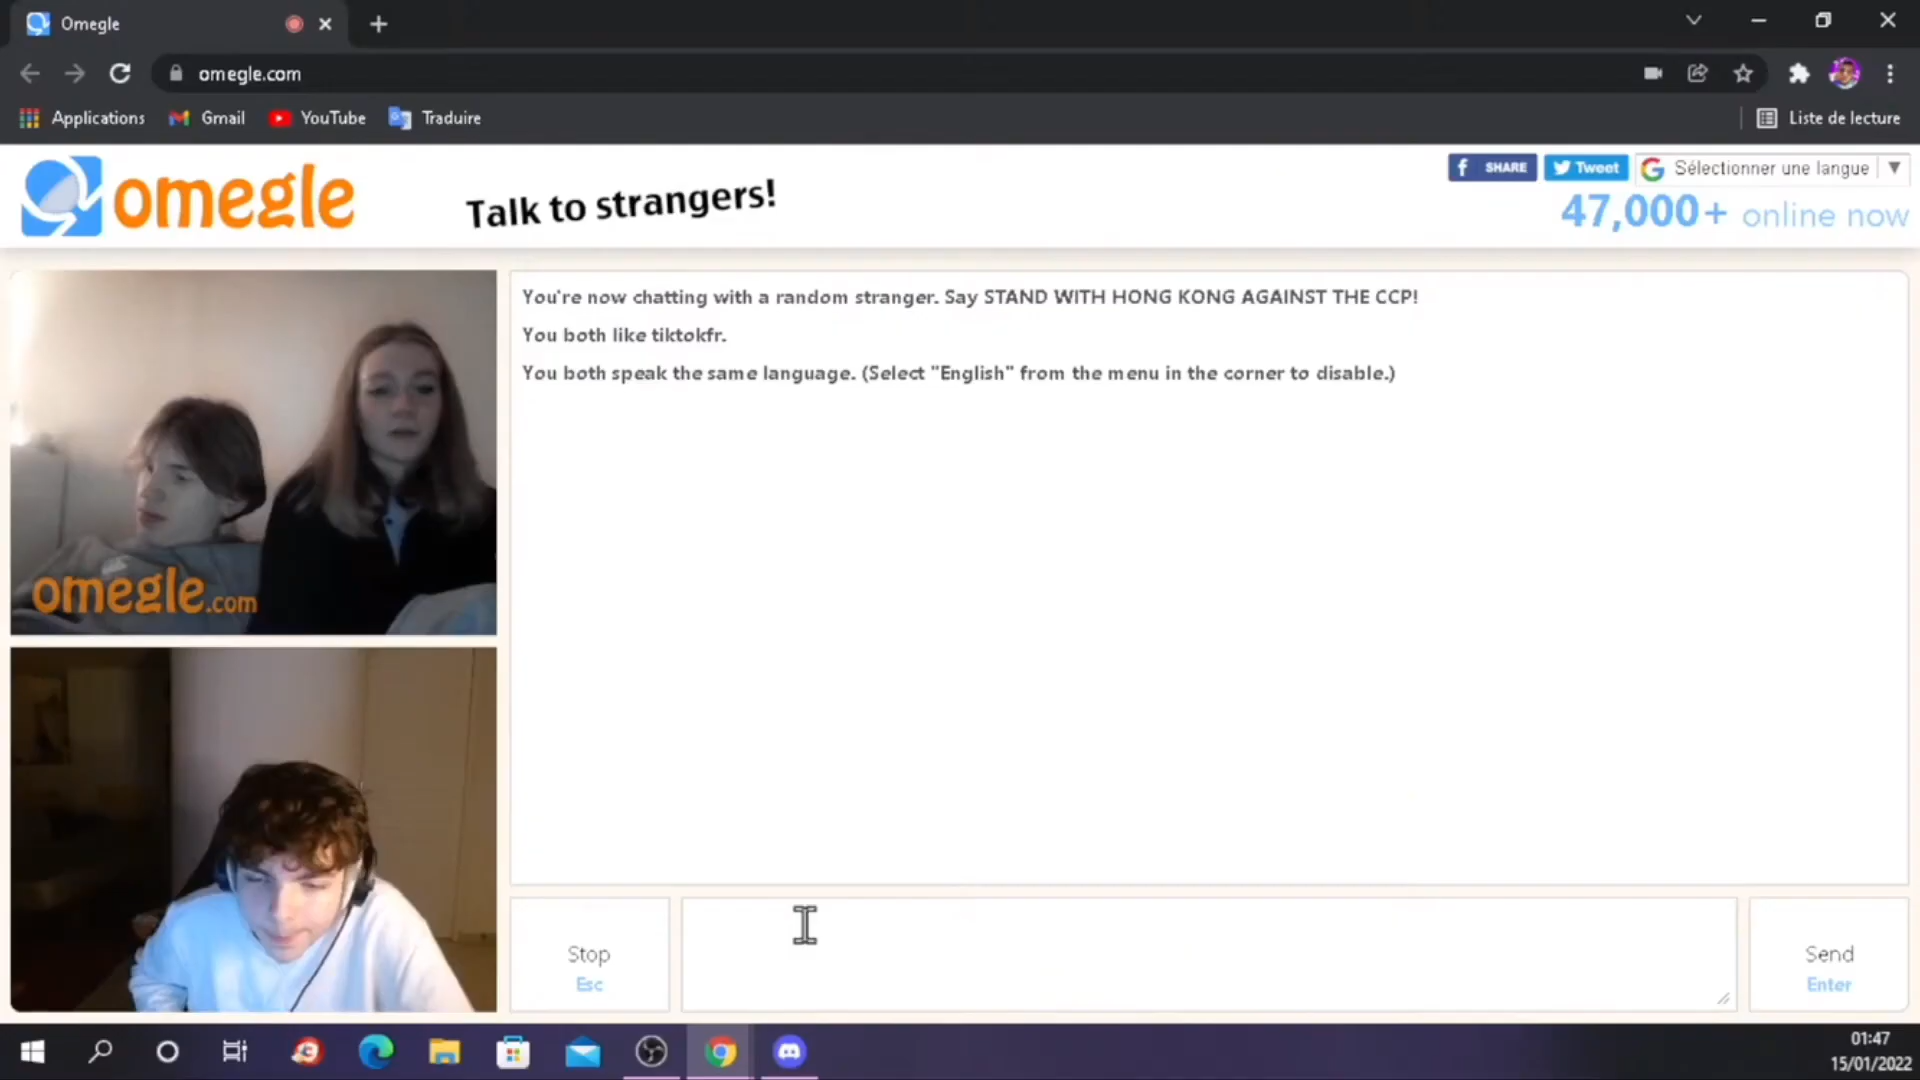 Omegle
omegle.com
Applications
Gmail
YouTube
Traduire
Liste de lecture
omegle
Talk to strangers!
f SHARE
Tweet
G Sélectionner une langue ▼
47,000+ online now
You're now chatting with a random stranger. Say STAND WITH HONG KONG AGAINST THE CCP!
You both like tiktokfr.
You both speak the same language. (Select "English" from the menu in the corner to disable.)
omegle.com
Stop
Esc
Send
Enter
01:47
15/01/2022